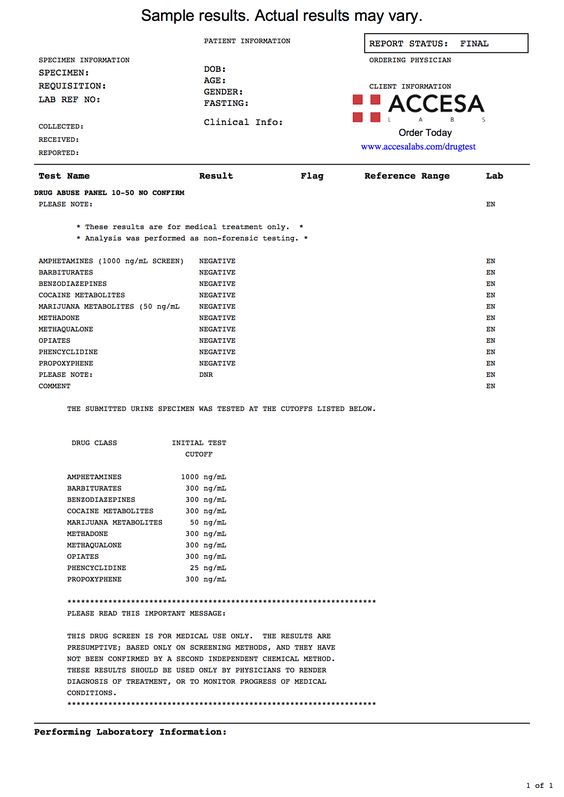 Sample results. Actual results may vary.
PATIENT INFORMATION
REPORT STATUS: FINAL
SPECIMEN INFORMATION
ORDERING PHYSICIAN
SPECIMEN:
DOB:
REQUISITION:
AGE:
CLIENT INFORMATION
LAB REF NO:
GENDER:
FASTING:
ACCESA
LABS
Clinical Info:
COLLECTED:
Order Today
RECEIVED:
www.accesalabs.com/drugtest
REPORTED:
Test Name Result Flag Reference Range Lab
DRUG ABUSE PANEL 10-50 NO CONFIRM
PLEASE NOTE: EN
* These results are for medical treatment only. *
* Analysis was performed as non-forensic testing. *
AMPHETAMINES (1000 ng/mL SCREEN) NEGATIVE EN
BARBITURATES NEGATIVE EN
BENZODIAZEPINES NEGATIVE EN
COCAINE METABOLITES NEGATIVE EN
MARIJUANA METABOLITES (50 ng/mL NEGATIVE EN
METHADONE NEGATIVE EN
METHAQUALONE NEGATIVE EN
OPIATES NEGATIVE EN
PHENCYCLIDINE NEGATIVE EN
PROPOXYPHENE NEGATIVE EN
PLEASE NOTE: DNR EN
COMMENT EN
THE SUBMITTED URINE SPECIMEN WAS TESTED AT THE CUTOFFS LISTED BELOW.
DRUG CLASS INITIAL TEST
CUTOFF
AMPHETAMINES 1000 ng/mL
BARBITURATES 300 ng/mL
BENZODIAZEPINES 300 ng/mL
COCAINE METABOLITES 300 ng/mL
MARIJUANA METABOLITES 50 ng/mL
METHADONE 300 ng/mL
METHAQUALONE 300 ng/mL
OPIATES 300 ng/mL
PHENCYCLIDINE 25 ng/mL
PROPOXYPHENE 300 ng/mL
********************************************************************
PLEASE READ THIS IMPORTANT MESSAGE:
THIS DRUG SCREEN IS FOR MEDICAL USE ONLY. THE RESULTS ARE
PRESUMPTIVE; BASED ONLY ON SCREENING METHODS, AND THEY HAVE
NOT BEEN CONFIRMED BY A SECOND INDEPENDENT CHEMICAL METHOD.
THESE RESULTS SHOULD BE USED ONLY BY PHYSICIANS TO RENDER
DIAGNOSIS OF TREATMENT, OR TO MONITOR PROGRESS OF MEDICAL
CONDITIONS.
********************************************************************
Performing Laboratory Information:
1 of 1